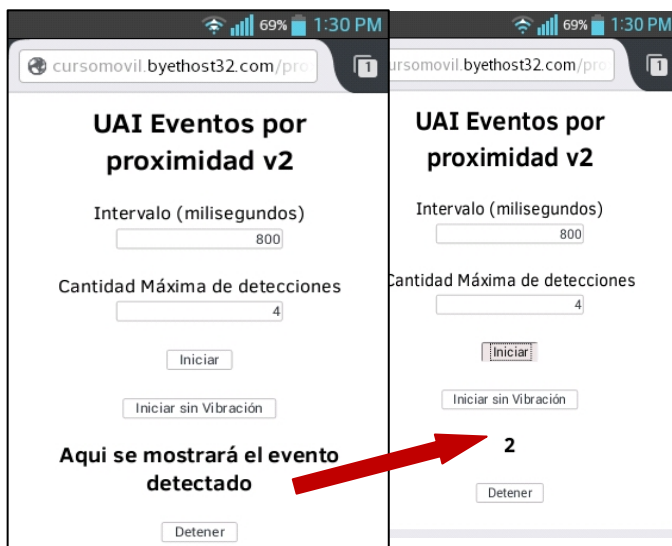 69% 1:30 PM
cursomovil.byethost32.com/pro
1
UAI Eventos por
proximidad v2
Intervalo (milisegundos)
800
Cantidad Máxima de detecciones
4
Iniciar
Iniciar sin Vibración
Aqui se mostrará el evento
detectado
Detener
69% 1:30 PM
ursomovil.byethost32.com/pro
1
UAI Eventos por
proximidad v2
Intervalo (milisegundos)
800
Cantidad Máxima de detecciones
4
Iniciar
Iniciar sin Vibración
2
Detener